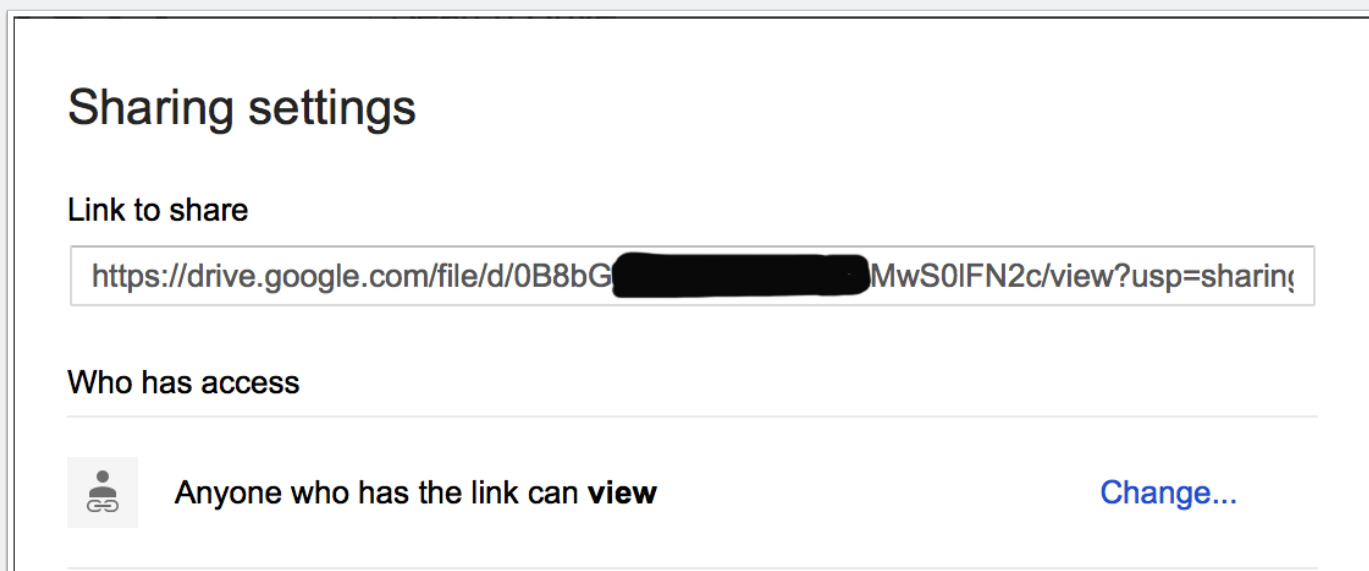 Sharing settings
Link to share
https://drive.google.com/file/d/0B8bG MwS0lFN2c/view?usp=sharing
Who has access
Anyone who has the link can view
Change...